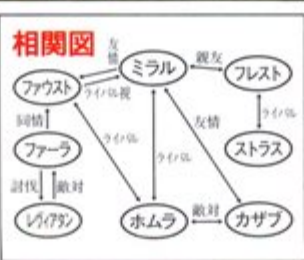 相関図
友情
ミラル
親友
フレスト
ファウスト
ライバル視
ライバル
同情
友情
ファーラ
ライバル
ライバル
ストラス
討伐
敵対
レヴィアタン
ホムラ
敵対
カザブ